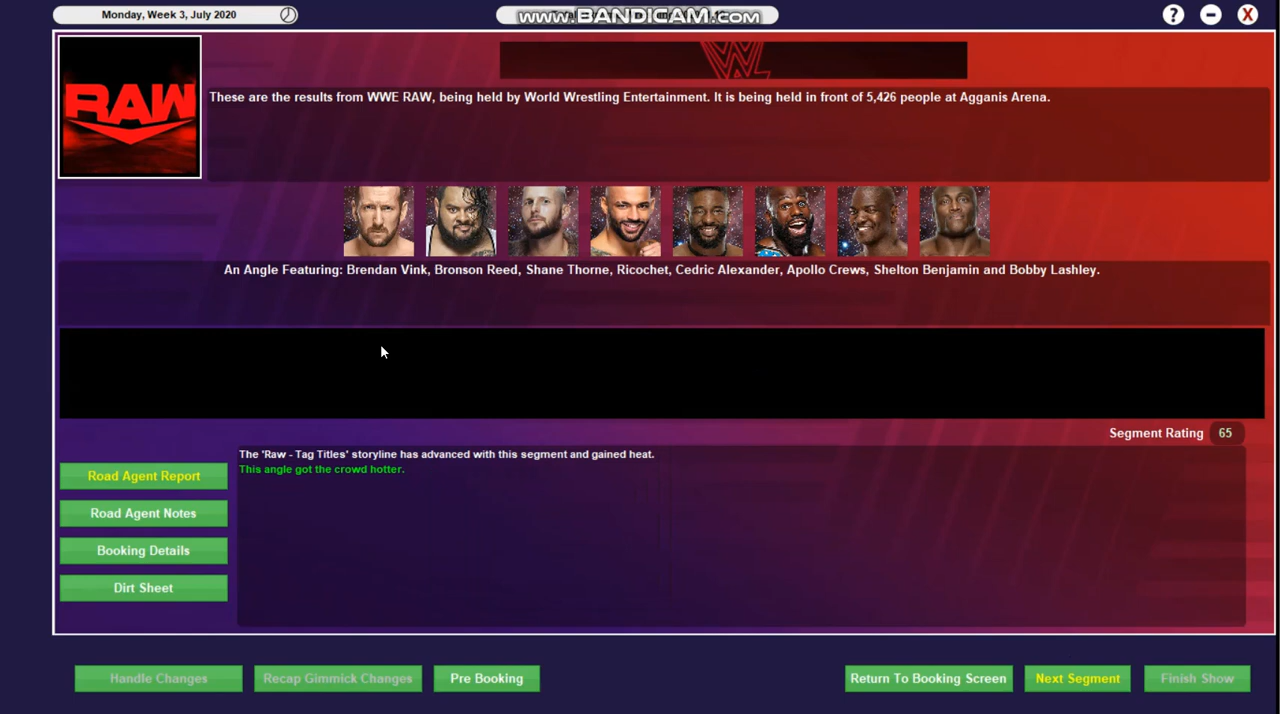 Monday, Week 3, July 2020
www.BANDICAM.com
?
X
RAW
These are the results from WWE RAW, being held by World Wrestling Entertainment. It is being held in front of 5,426 people at Agganis Arena.
An Angle Featuring: Brendan Vink, Bronson Reed, Shane Thorne, Ricochet, Cedric Alexander, Apollo Crews, Shelton Benjamin and Bobby Lashley.
Segment Rating 65
The 'Raw - Tag Titles' storyline has advanced with this segment and gained heat.
This angle got the crowd hotter.
Road Agent Report
Road Agent Notes
Booking Details
Dirt Sheet
Handle Changes
Recap Gimmick Changes
Pre Booking
Return To Booking Screen
Next Segment
Finish Show